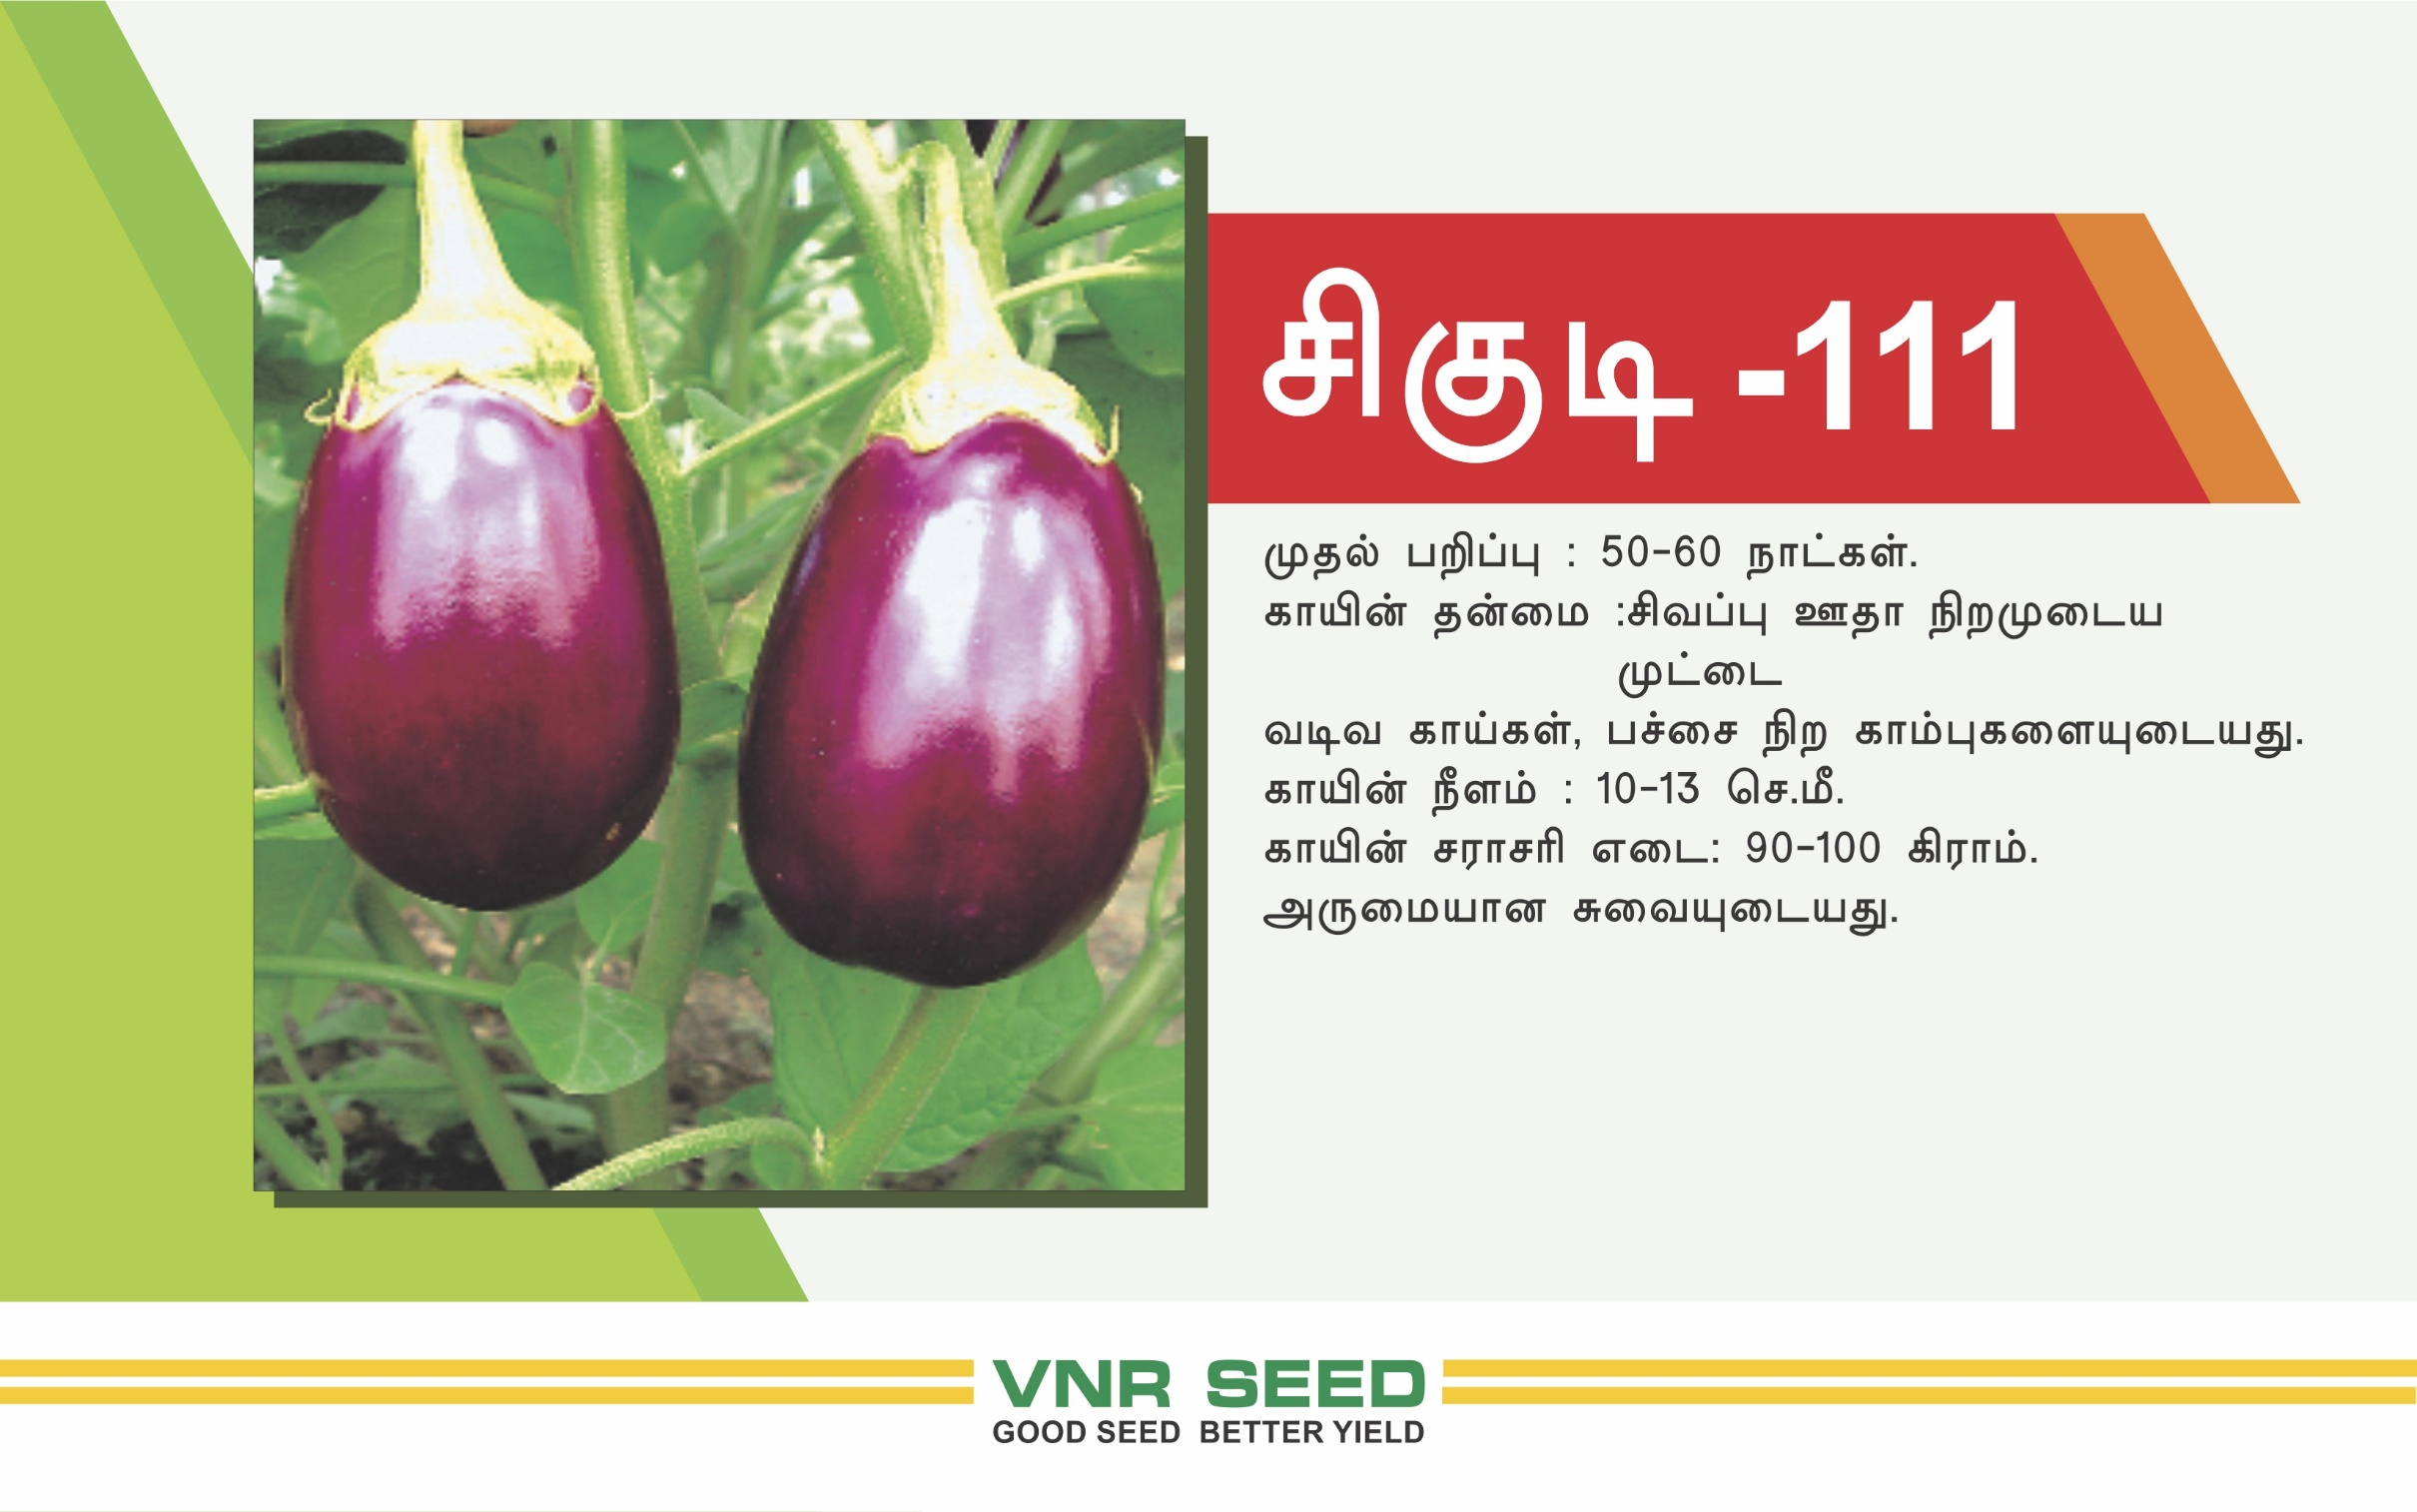 சிகுடி -111
முதல் பறிப்பு : 50-60 நாட்கள்.
காயின் தன்மை :சிவப்பு ஊதா நிறமுடைய
முட்டை
வடிவ காய்கள், பச்சை நிற காம்புகளையுடையது.
காயின் நீளம் : 10-13 செ.மீ.
காயின் சராசரி எடை: 90-100 கிராம்.
அருமையான சுவையுடையது.
VNR SEED
GOOD SEED BETTER YIELD